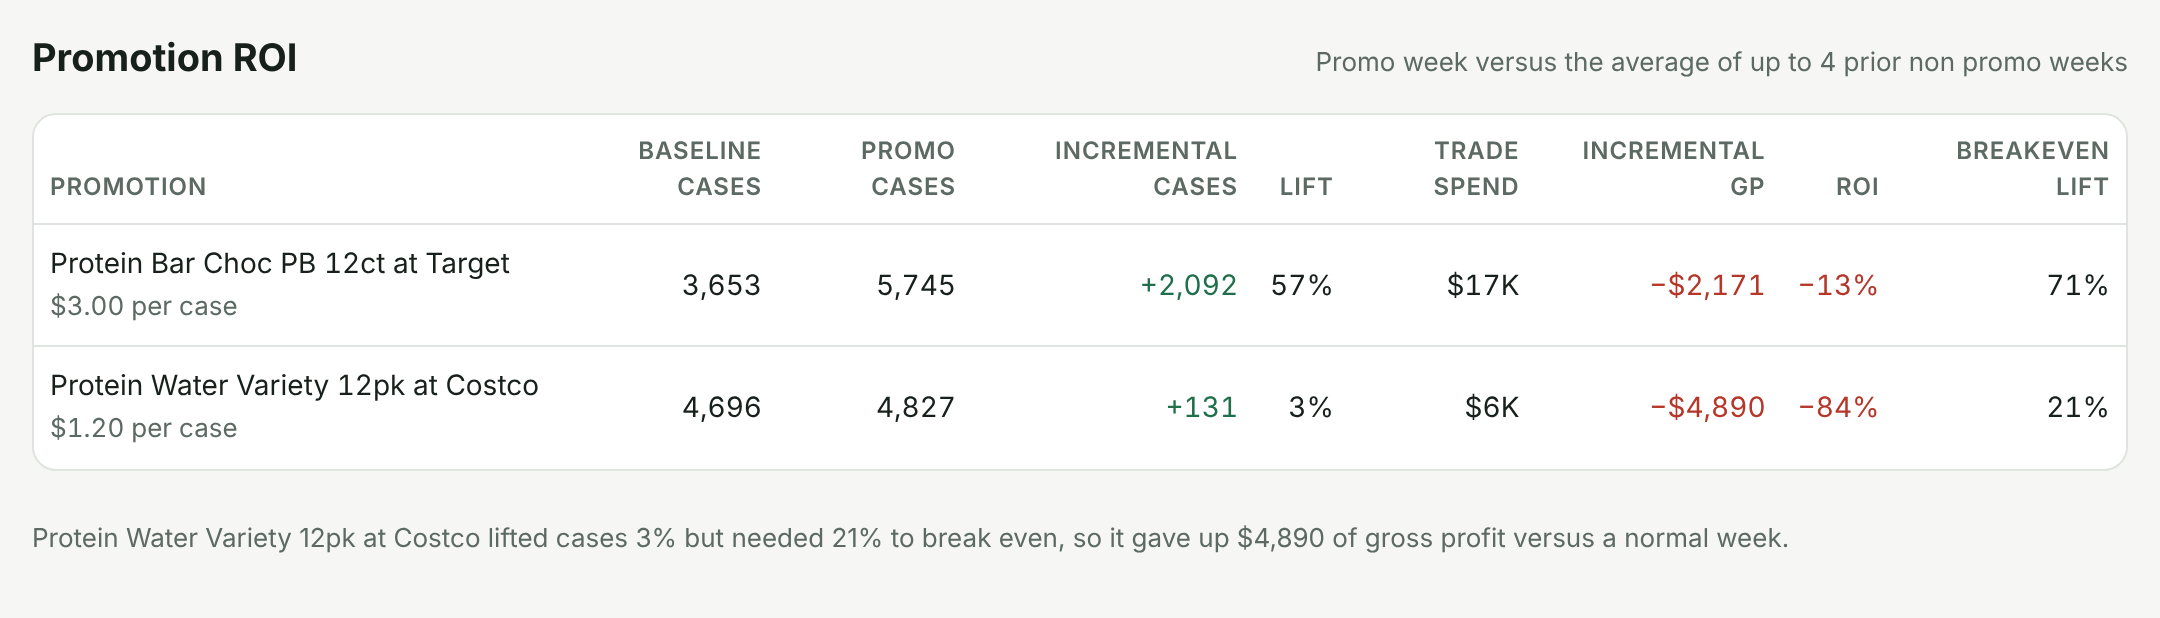 Promotion ROI
Promo week versus the average of up to 4 prior non promo weeks
PROMOTION BASELINE CASES PROMO CASES INCREMENTAL CASES LIFT TRADE SPEND INCREMENTAL GP ROI BREAKEVEN LIFT
Protein Bar Choc PB 12ct at Target
$3.00 per case
3,653 5,745 +2,092 57% $17K −$2,171 −13% 71%
Protein Water Variety 12pk at Costco
$1.20 per case
4,696 4,827 +131 3% $6K −$4,890 −84% 21%
Protein Water Variety 12pk at Costco lifted cases 3% but needed 21% to break even, so it gave up $4,890 of gross profit versus a normal week.